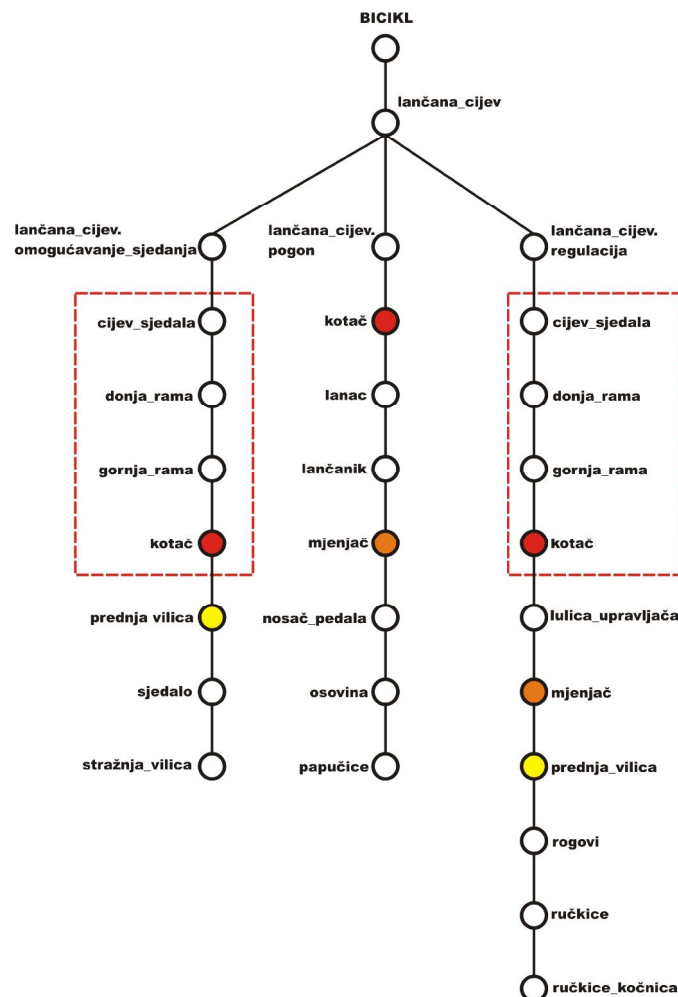 BICIKL
lančana_cijev
lančana_cijev.
omogućavanje_sjedanja
cijev_sjedala
donja_rama
gornja_rama
kotač
prednja vilica
sjedalo
stražnja_vilica
lančana_cijev.
pogon
kotač
lanac
lančanik
mjenjač
nosač_pedala
osovina
papučice
lančana_cijev.
regulacija
cijev_sjedala
donja_rama
gornja_rama
kotač
lulica_upravljača
mjenjač
prednja_vilica
rogovi
ručkice
ručkice_kočnica